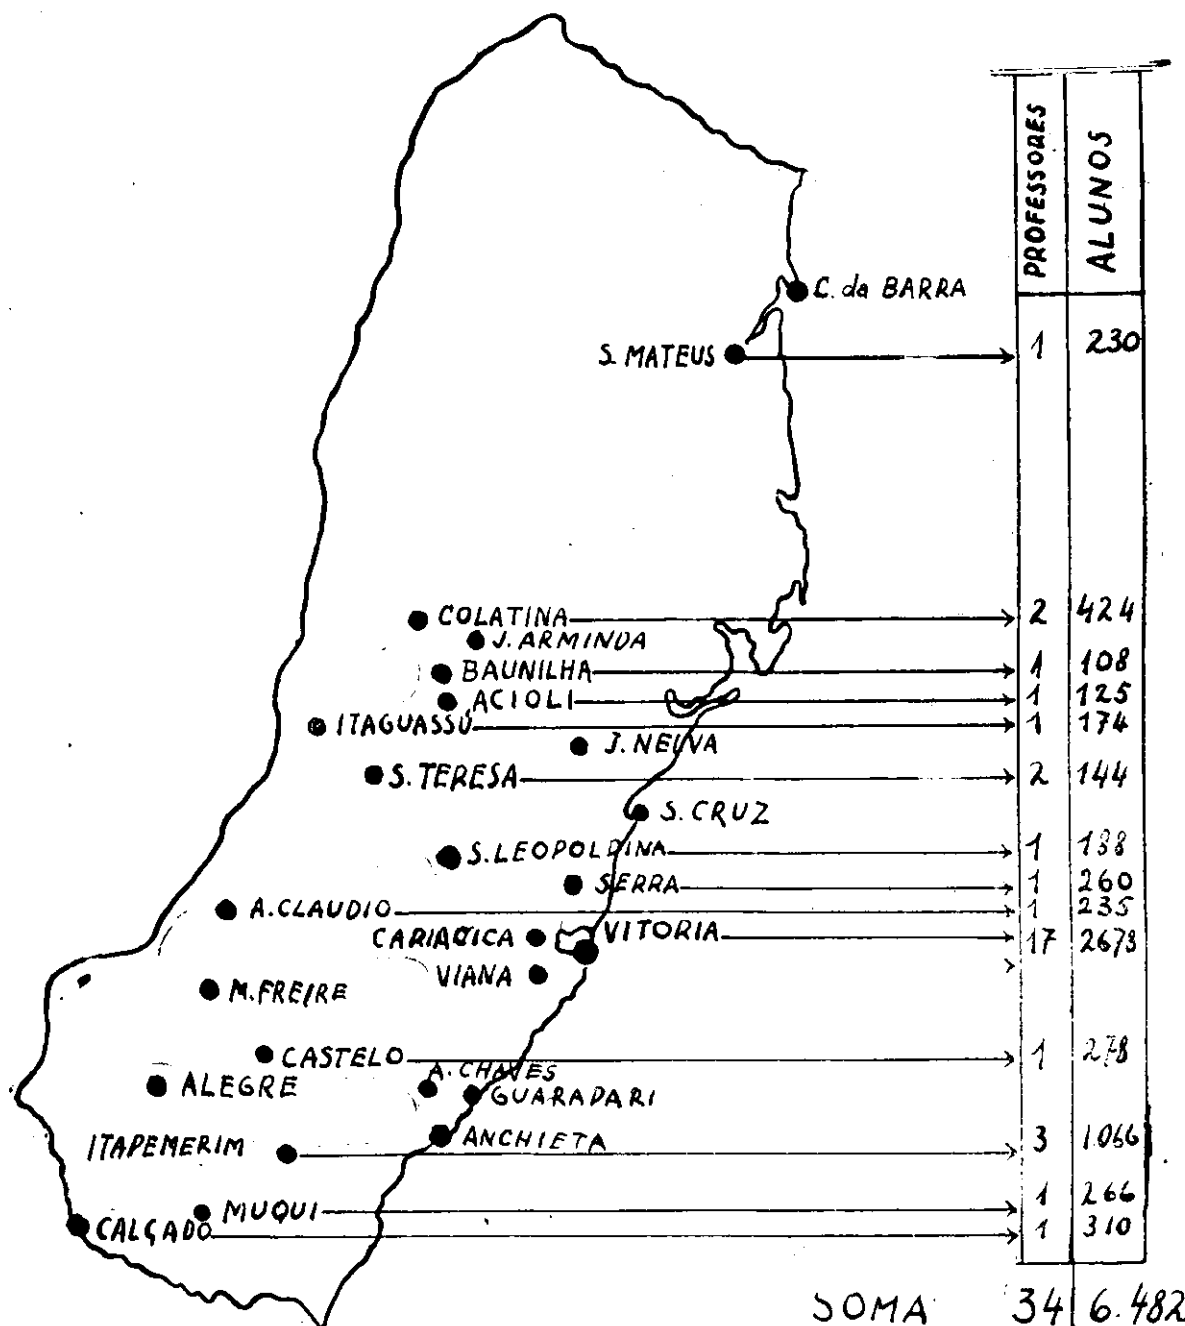 PROFESSORES ALUNOS
C. da BARRA
S. MATEUS 1 230
COLATINA 2 424
J. ARMINDA
BAUNILHA 1 108
ACIOLI 1 125
ITAGUASSÚ 1 174
J. NEIVA
S. TERESA 2 144
S. CRUZ
S. LEOPOLDINA 1 188
SERRA 1 260
A. CLAUDIO 1 235
CARIACICA
VITORIA 17 2673
VIANA
M. FREIRE
CASTELO 1 278
A. CHAVES
ALEGRE
GUARAPARI
ANCHIETA
ITAPEMERIM 3 1.066
MUQUI 1 266
CALÇADO 1 310
SOMA 34 6.482